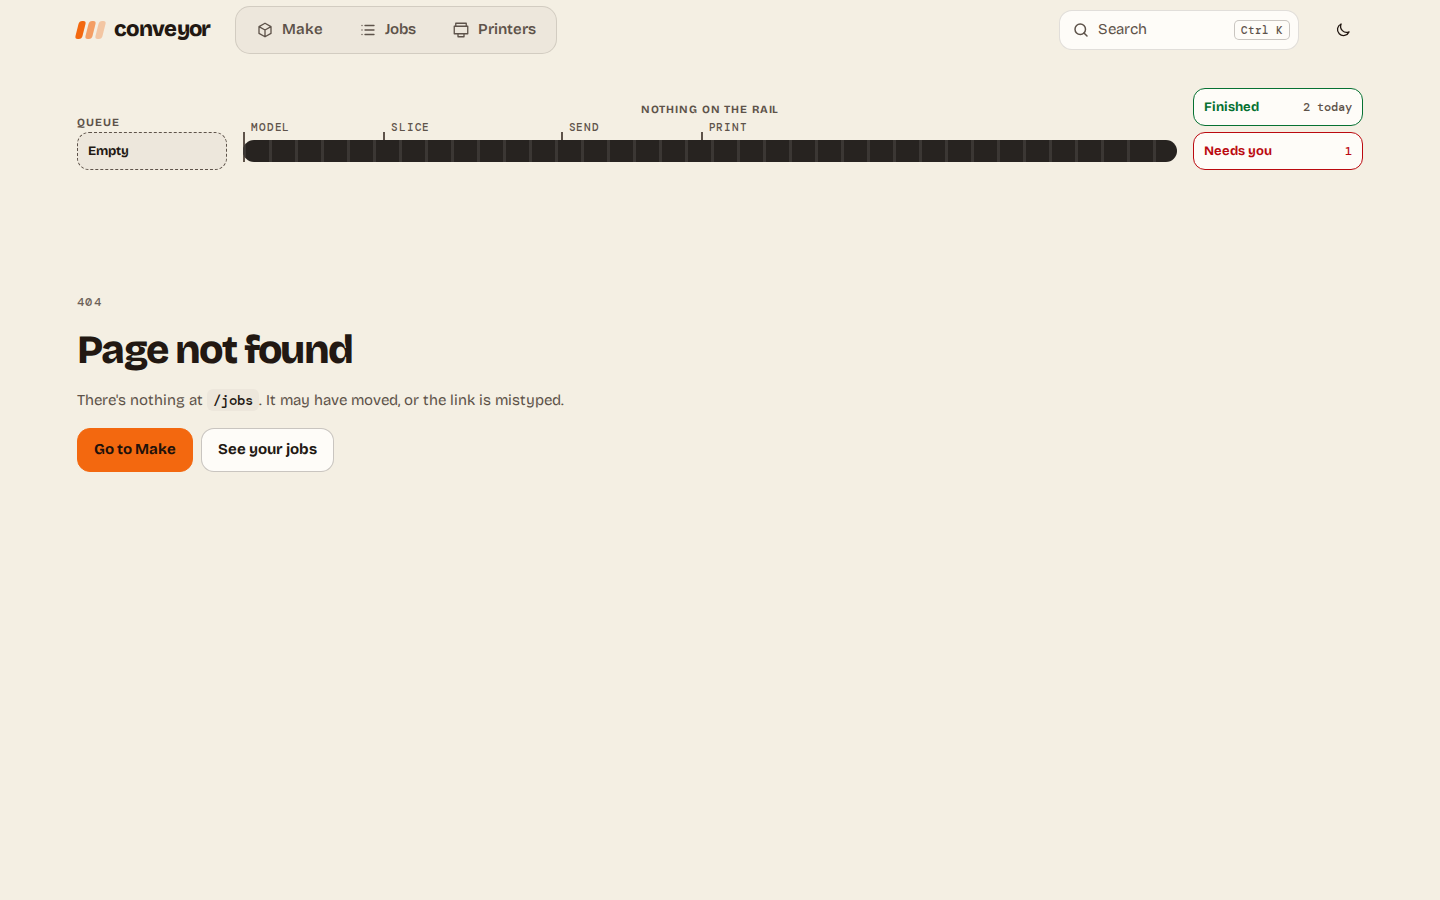 conveyor
Make
Jobs
Printers
Search
Ctrl K
QUEUE
Empty
NOTHING ON THE RAIL
MODEL
SLICE
SEND
PRINT
Finished 2 today
Needs you 1
404
Page not found
There's nothing at /jobs. It may have moved, or the link is mistyped.
Go to Make
See your jobs